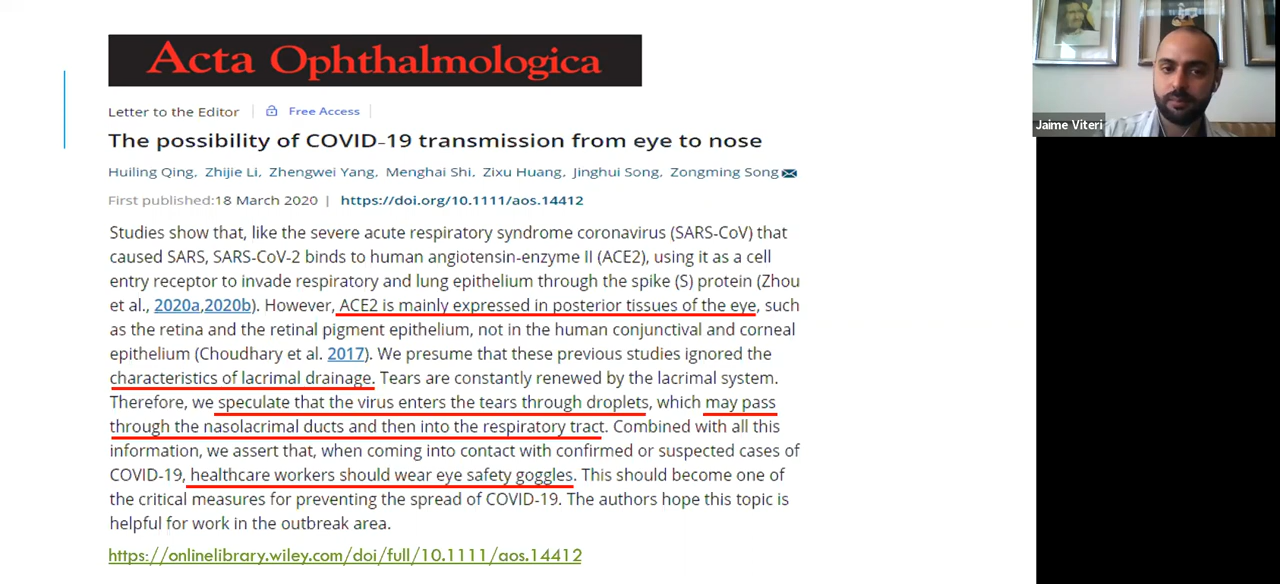 Acta Ophthalmologica
Letter to the Editor Free Access
The possibility of COVID-19 transmission from eye to nose
Huiling Qing, Zhijie Li, Zhengwei Yang, Menghai Shi, Zixu Huang, Jinghui Song, Zongming Song
First published:18 March 2020 | https://doi.org/10.1111/aos.14412
Studies show that, like the severe acute respiratory syndrome coronavirus (SARS-CoV) that
caused SARS, SARS-CoV-2 binds to human angiotensin-enzyme II (ACE2), using it as a cell
entry receptor to invade respiratory and lung epithelium through the spike (S) protein (Zhou
et al., 2020a,2020b). However, ACE2 is mainly expressed in posterior tissues of the eye, such
as the retina and the retinal pigment epithelium, not in the human conjunctival and corneal
epithelium (Choudhary et al. 2017). We presume that these previous studies ignored the
characteristics of lacrimal drainage. Tears are constantly renewed by the lacrimal system.
Therefore, we speculate that the virus enters the tears through droplets, which may pass
through the nasolacrimal ducts and then into the respiratory tract. Combined with all this
information, we assert that, when coming into contact with confirmed or suspected cases of
COVID-19, healthcare workers should wear eye safety goggles. This should become one of
the critical measures for preventing the spread of COVID-19. The authors hope this topic is
helpful for work in the outbreak area.
https://onlinelibrary.wiley.com/doi/full/10.1111/aos.14412
Jaime Viteri